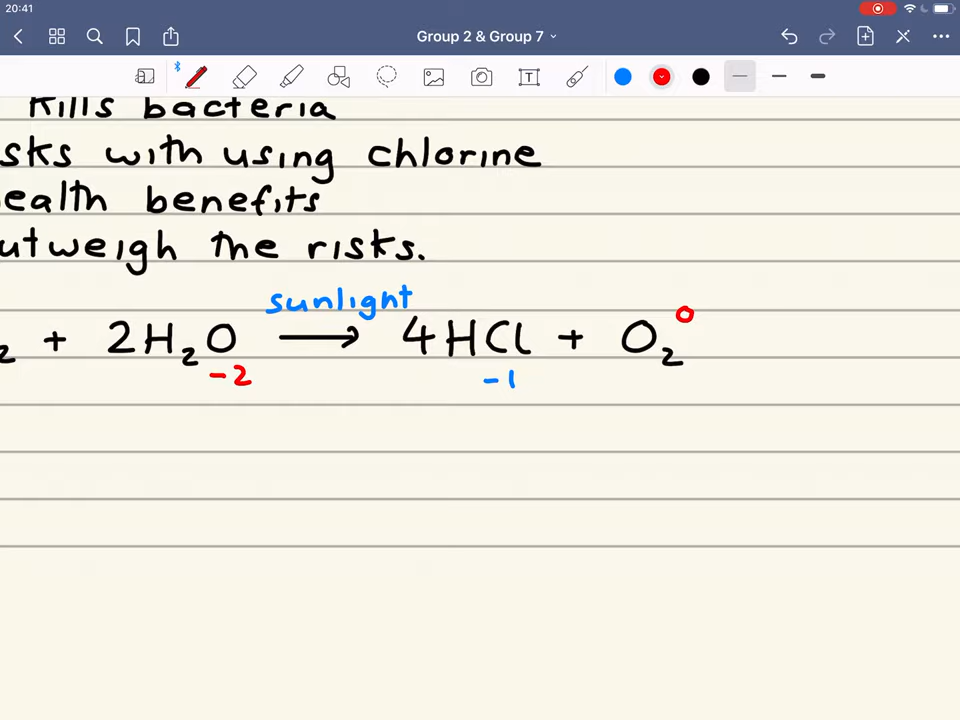 20:41
Group 2 & Group 7
T
kills bacteria
sks with using chlorine
ealth benefits
utweigh the risks.
sunlight
₂ + 2H₂O ⟶ 4HCl + O₂ 0
-2 -1